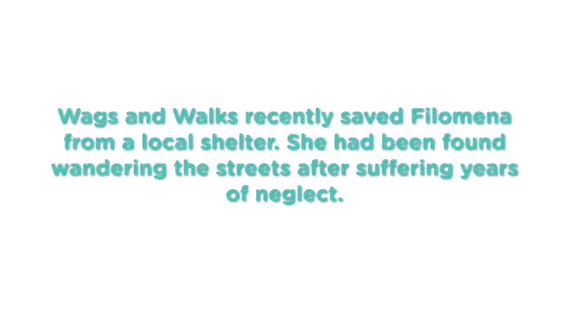 Wags and Walks recently saved Filomena
from a local shelter. She had been found
wandering the streets after suffering years
of neglect.